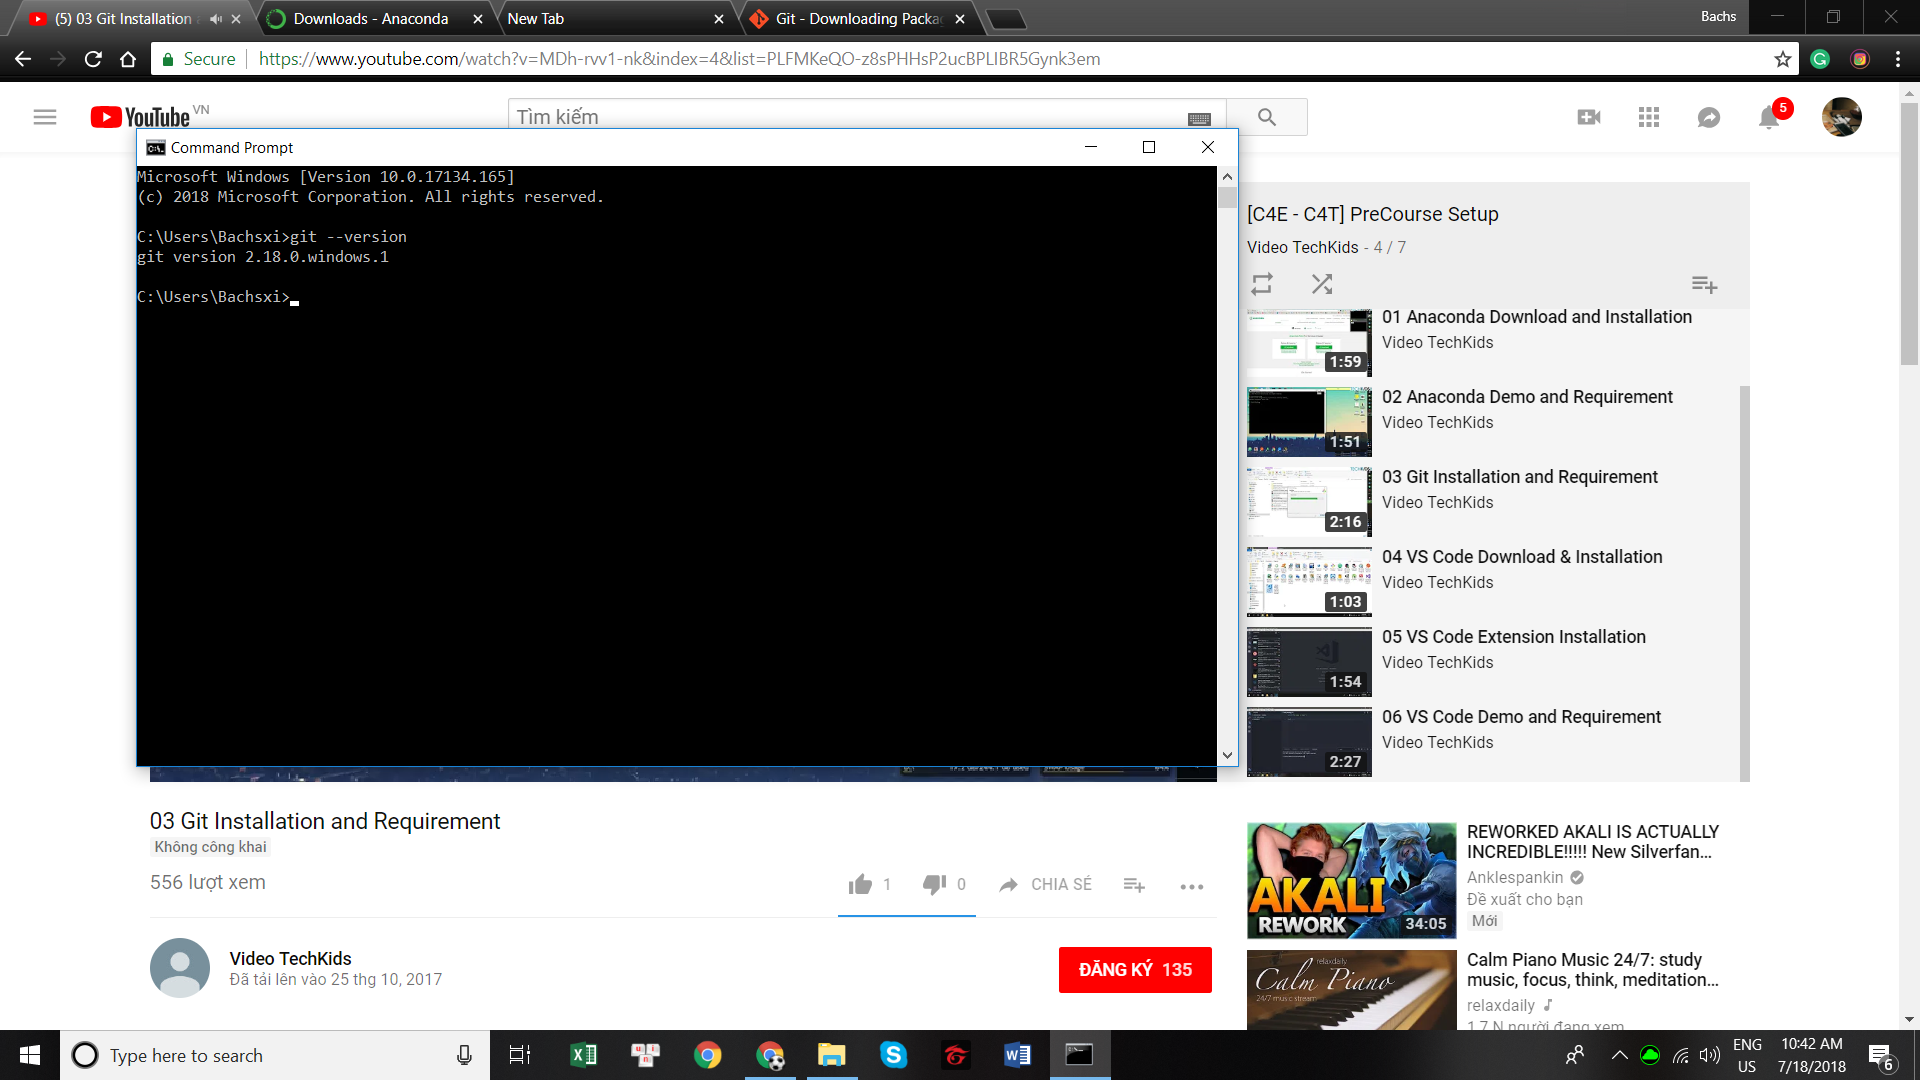 (5) 03 Git Installation
Downloads - Anaconda
New Tab
Git - Downloading Packa
Bachs
Secure
https://www.youtube.com/watch?v=MDh-rvv1-nk&index=4&list=PLFMKeQO-z8sPHHsP2ucBPLIBR5Gynk3em
YouTube VN
Tìm kiếm
5
Command Prompt
Microsoft Windows [Version 10.0.17134.165]
(c) 2018 Microsoft Corporation. All rights reserved.
C:\Users\Bachsxi>git --version
git version 2.18.0.windows.1
C:\Users\Bachsxi>
[C4E - C4T] PreCourse Setup
Video TechKids - 4 / 7
01 Anaconda Download and Installation
Video TechKids
1:59
02 Anaconda Demo and Requirement
Video TechKids
1:51
03 Git Installation and Requirement
Video TechKids
2:16
04 VS Code Download & Installation
Video TechKids
1:03
05 VS Code Extension Installation
Video TechKids
1:54
06 VS Code Demo and Requirement
Video TechKids
2:27
03 Git Installation and Requirement
Không công khai
556 lượt xem
1
0
CHIA SẺ
Video TechKids
Đã tải lên vào 25 thg 10, 2017
ĐĂNG KÝ 135
AKALI
REWORK
34:05
REWORKED AKALI IS ACTUALLY
INCREDIBLE!!!!! New Silverfan...
Anklespankin
Đề xuất cho bạn
Mới
relaxdaily
Calm Piano
24/7 music stream
Calm Piano Music 24/7: study
music, focus, think, meditation...
relaxdaily
1,7 N người đang xem
Type here to search
ENG
US
10:42 AM
7/18/2018
6